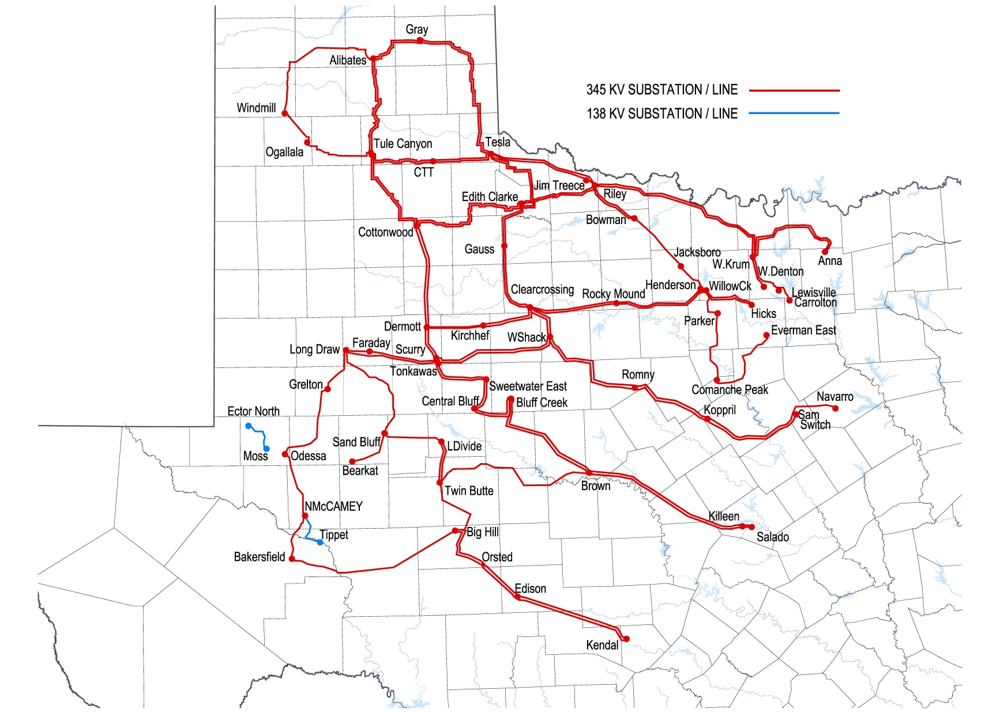 Gray
Alibates
345 KV SUBSTATION / LINE
Windmill
138 KV SUBSTATION / LINE
Tule Canyon
Tesla
Ogallala
CTT
Jim Treece
Riley
Edith Clarke
Bowman
Cottonwood
Gauss
Jacksboro
W.Krum
Anna
W.Denton
Henderson
WillowCk
Clearcrossing
Rocky Mound
Lewisville
Carrolton
Hicks
Parker
Dermott
Kirchhef
WShack
Everman East
Long Draw
Faraday
Scurry
Tonkawas
Grelton
Sweetwater East
Romny
Comanche Peak
Central Bluff
Bluff Creek
Navarro
Ector North
Koppril
Sam
Switch
Sand Bluff
LDivide
Moss
Odessa
Bearkat
Brown
Twin Butte
NMcCAMEY
Killeen
Tippet
Big Hill
Salado
Bakersfield
Orsted
Edison
Kendal